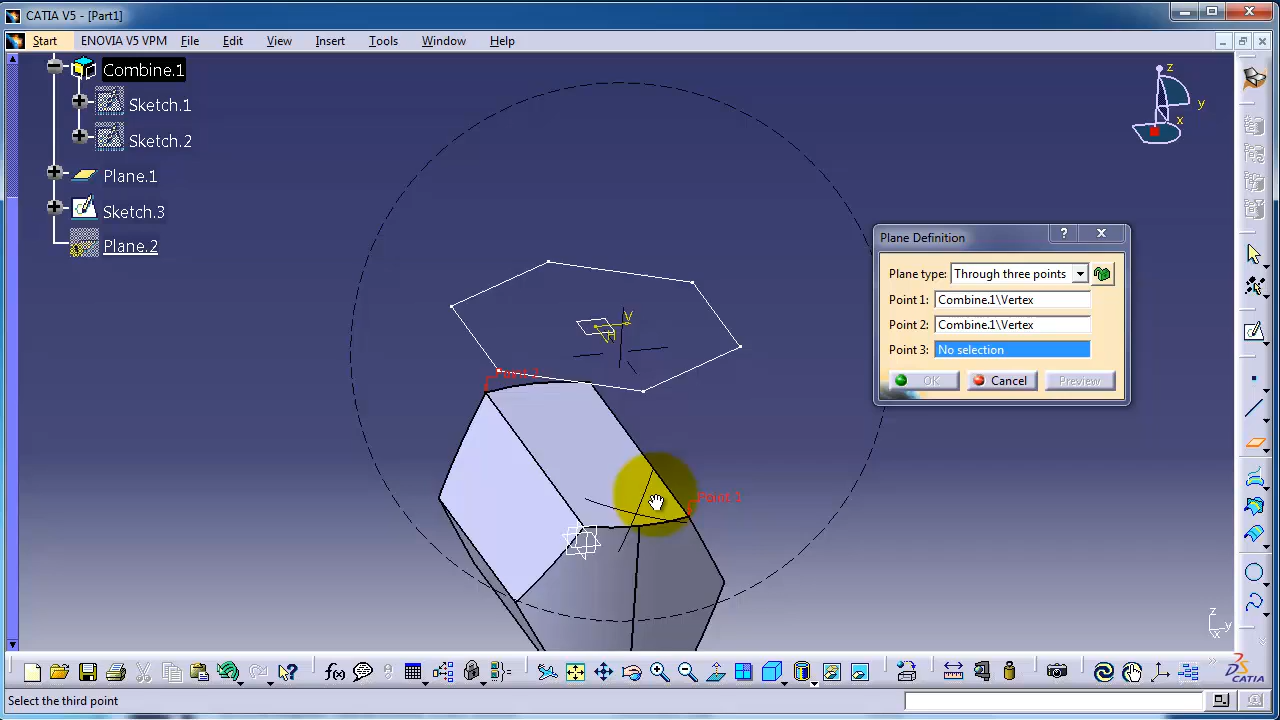 CATIA V5 - [Part1]
Start ENOVIA V5 VPM File Edit View Insert Tools Window Help
Combine.1
Sketch.1
Sketch.2
Plane.1
Sketch.3
Plane.2
z
y
x
Plane Definition
Plane type: Through three points
Point 1: Combine.1\Vertex
Point 2: Combine.1\Vertex
Point 3: No selection
OK Cancel Preview
V
H
z
y
x
f(x)
CATIA
Select the third point